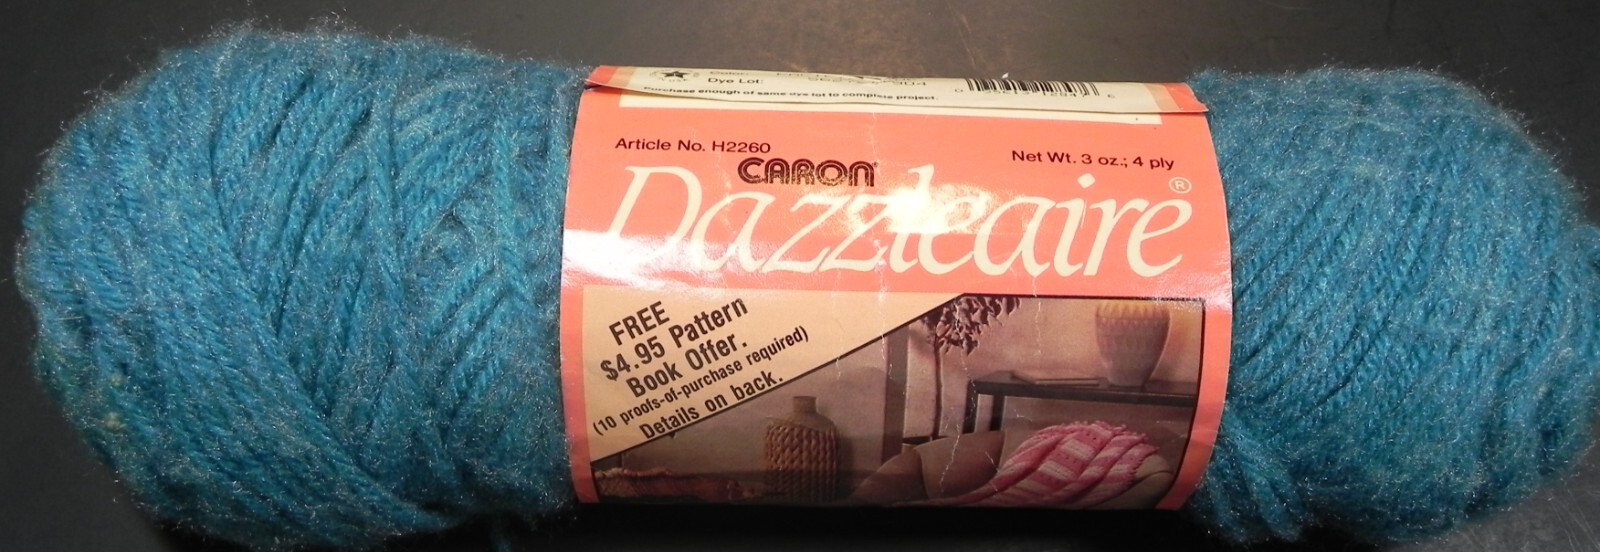 Color:
Dye Lot:
Purchase enough of same dye lot to complete project.
Article No. H2260
Net Wt. 3 oz.; 4 ply
CARON
Dazzleaire®
FREE
$4.95 Pattern
Book Offer.
(10 proofs-of-purchase required)
Details on back.